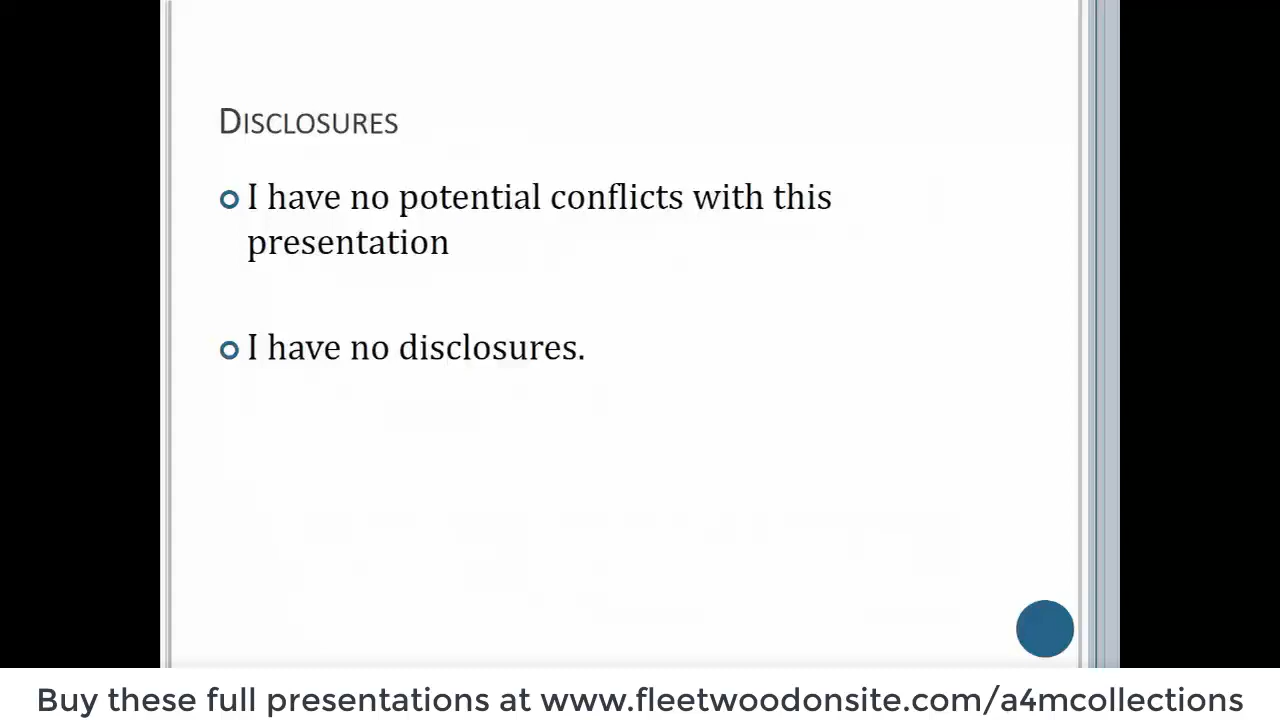 DISCLOSURES
I have no potential conflicts with this
presentation
I have no disclosures.
Buy these full presentations at www.fleetwoodonsite.com/a4mcollections